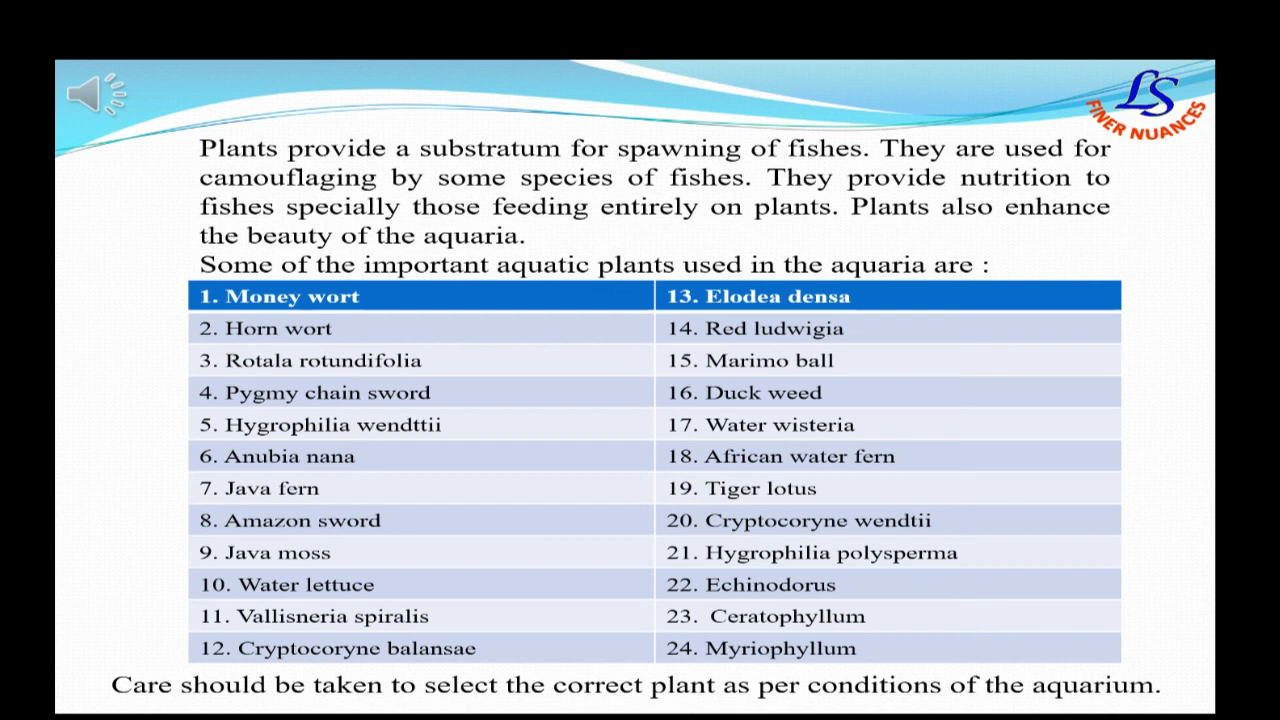 LS
FINER NUANCES
Plants provide a substratum for spawning of fishes. They are used for
camouflaging by some species of fishes. They provide nutrition to
fishes specially those feeding entirely on plants. Plants also enhance
the beauty of the aquaria.
Some of the important aquatic plants used in the aquaria are :
1. Money wort 13. Elodea densa
2. Horn wort 14. Red ludwigia
3. Rotala rotundifolia 15. Marimo ball
4. Pygmy chain sword 16. Duck weed
5. Hygrophilia wendttii 17. Water wisteria
6. Anubia nana 18. African water fern
7. Java fern 19. Tiger lotus
8. Amazon sword 20. Cryptocoryne wendtii
9. Java moss 21. Hygrophilia polysperma
10. Water lettuce 22. Echinodorus
11. Vallisneria spiralis 23. Ceratophyllum
12. Cryptocoryne balansae 24. Myriophyllum
Care should be taken to select the correct plant as per conditions of the aquarium.